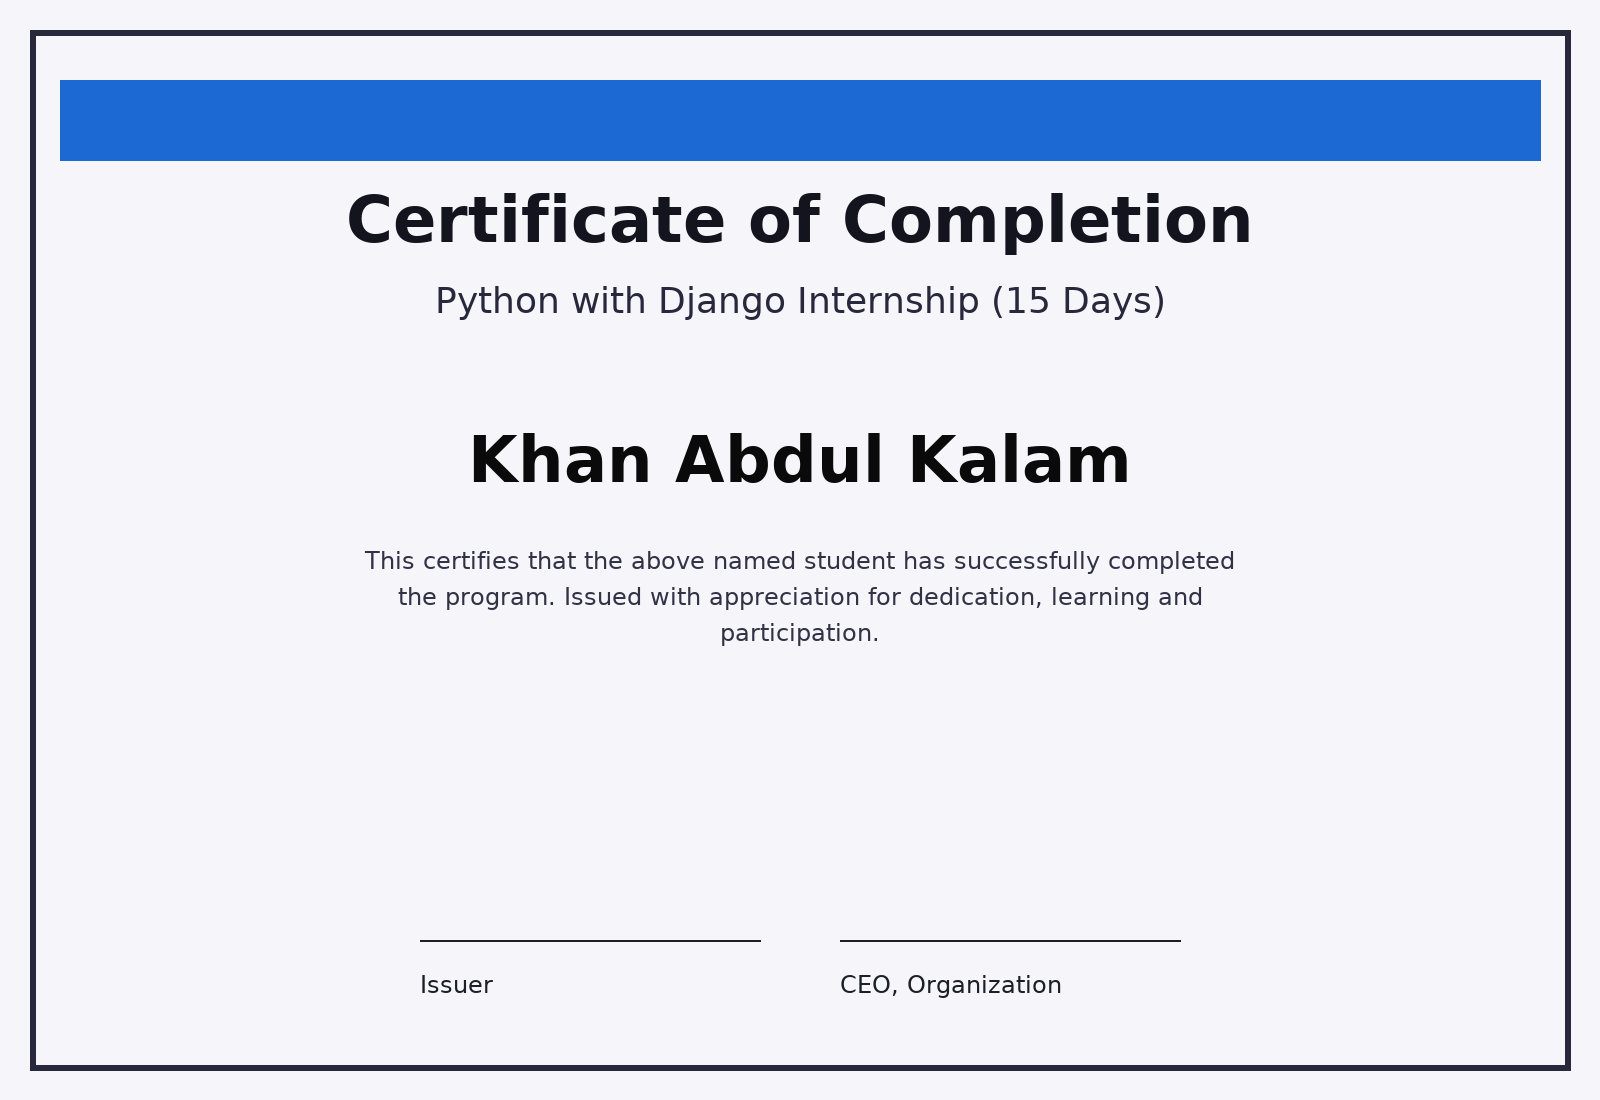 Certificate of Completion
Python with Django Internship (15 Days)
Khan Abdul Kalam
This certifies that the above named student has successfully completed
the program. Issued with appreciation for dedication, learning and
participation.
Issuer
CEO, Organization